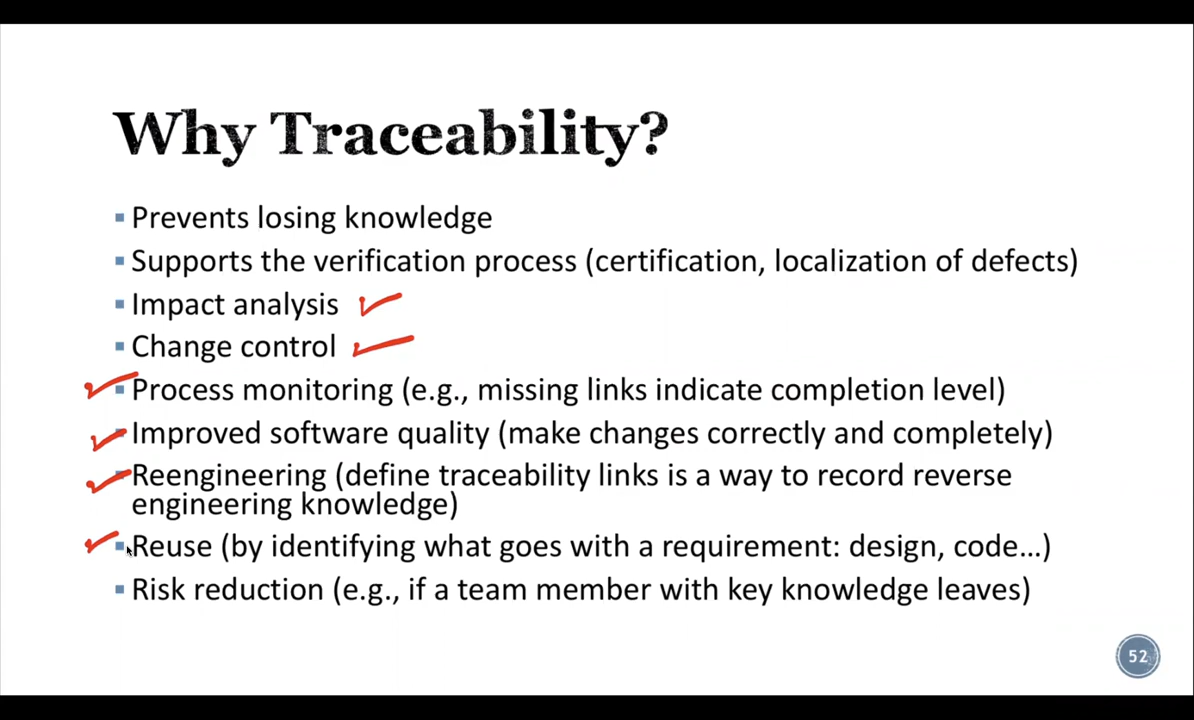 Why Traceability?
Prevents losing knowledge
Supports the verification process (certification, localization of defects)
Impact analysis
Change control
Process monitoring (e.g., missing links indicate completion level)
Improved software quality (make changes correctly and completely)
Reengineering (define traceability links is a way to record reverse
engineering knowledge)
Reuse (by identifying what goes with a requirement: design, code…)
Risk reduction (e.g., if a team member with key knowledge leaves)
52